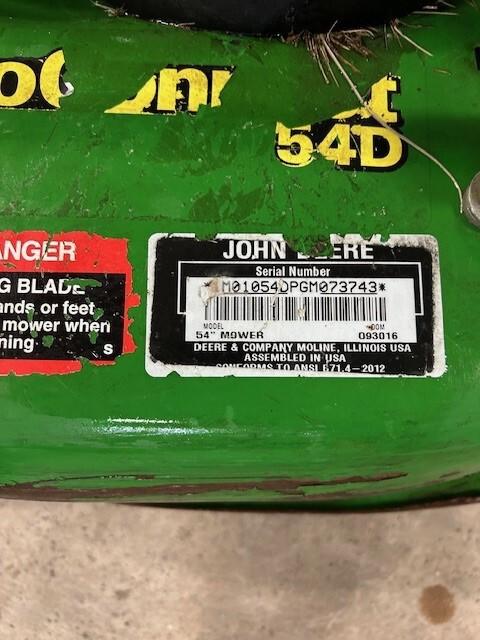 54D
ANGER
G BLADE
ands or feet
mower when
ning
S
JOHN DEERE
Serial Number
*1M01054DPGM073743*
MODEL DOM
54" MOWER 093016
DEERE & COMPANY MOLINE, ILLINOIS USA
ASSEMBLED IN USA
CONFORMS TO ANSI B71.4-2012